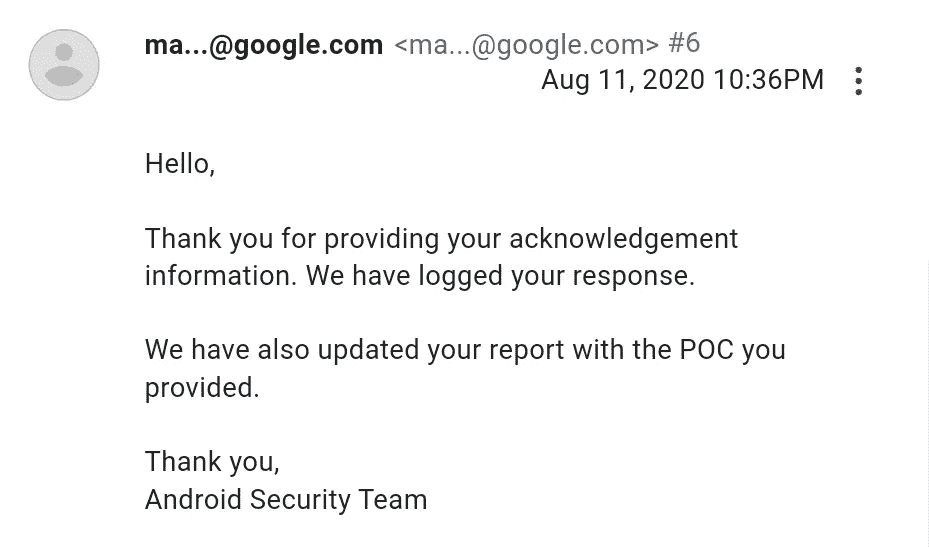 ma...@google.com <ma...@google.com> #6
Aug 11, 2020 10:36PM
Hello,
Thank you for providing your acknowledgement
information. We have logged your response.
We have also updated your report with the POC you
provided.
Thank you,
Android Security Team